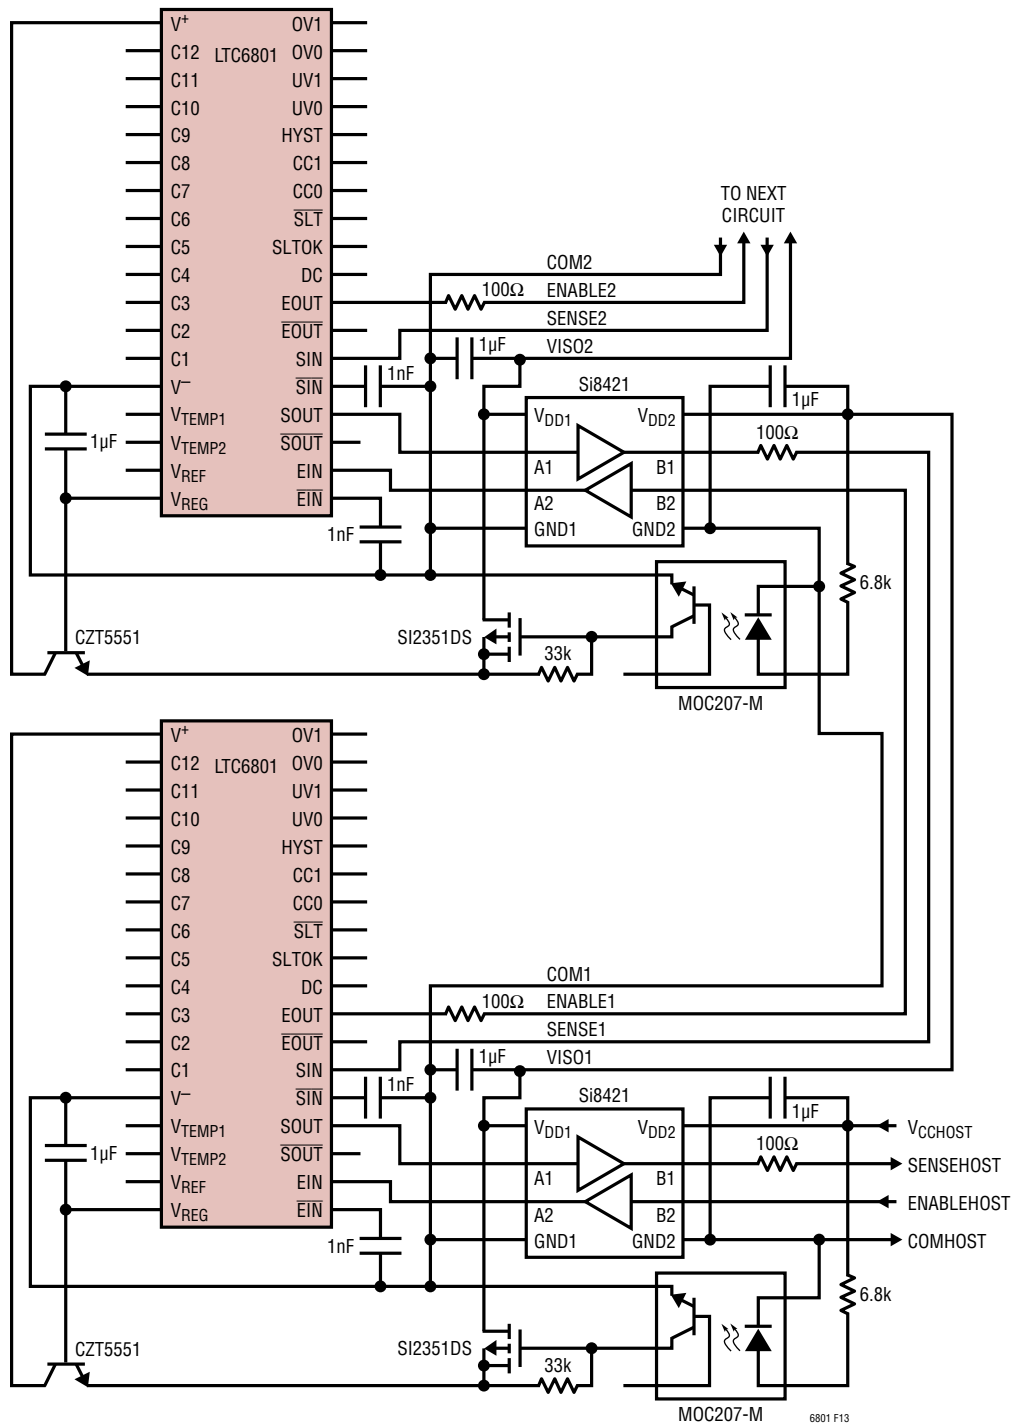 V+ OV1
C12 LTC6801 OV0
C11 UV1
C10 UV0
C9 HYST
C8 CC1
C7 CC0
C6 SLT
C5 SLTOK
C4 DC
C3 EOUT
C2 EOUT
C1 SIN
V– SIN
VTEMP1 SOUT
VTEMP2 SOUT
VREF EIN
VREG EIN
TO NEXT
CIRCUIT
COM2
100Ω ENABLE2
SENSE2
1µF VISO2
1nF
Si8421
1µF
VDD1 VDD2
100Ω
A1 B1
A2 B2
GND1 GND2
1µF
1nF
6.8k
CZT5551
SI2351DS
33k
MOC207-M
V+ OV1
C12 LTC6801 OV0
C11 UV1
C10 UV0
C9 HYST
C8 CC1
C7 CC0
C6 SLT
C5 SLTOK
C4 DC
C3 EOUT
C2 EOUT
C1 SIN
V– SIN
VTEMP1 SOUT
VTEMP2 SOUT
VREF EIN
VREG EIN
COM1
100Ω ENABLE1
SENSE1
1µF VISO1
1nF
Si8421
1µF
VDD1 VDD2
VCCHOST
100Ω
SENSEHOST
A1 B1
ENABLEHOST
A2 B2
GND1 GND2
COMHOST
1µF
1nF
6.8k
CZT5551
SI2351DS
33k
MOC207-M
6801 F13